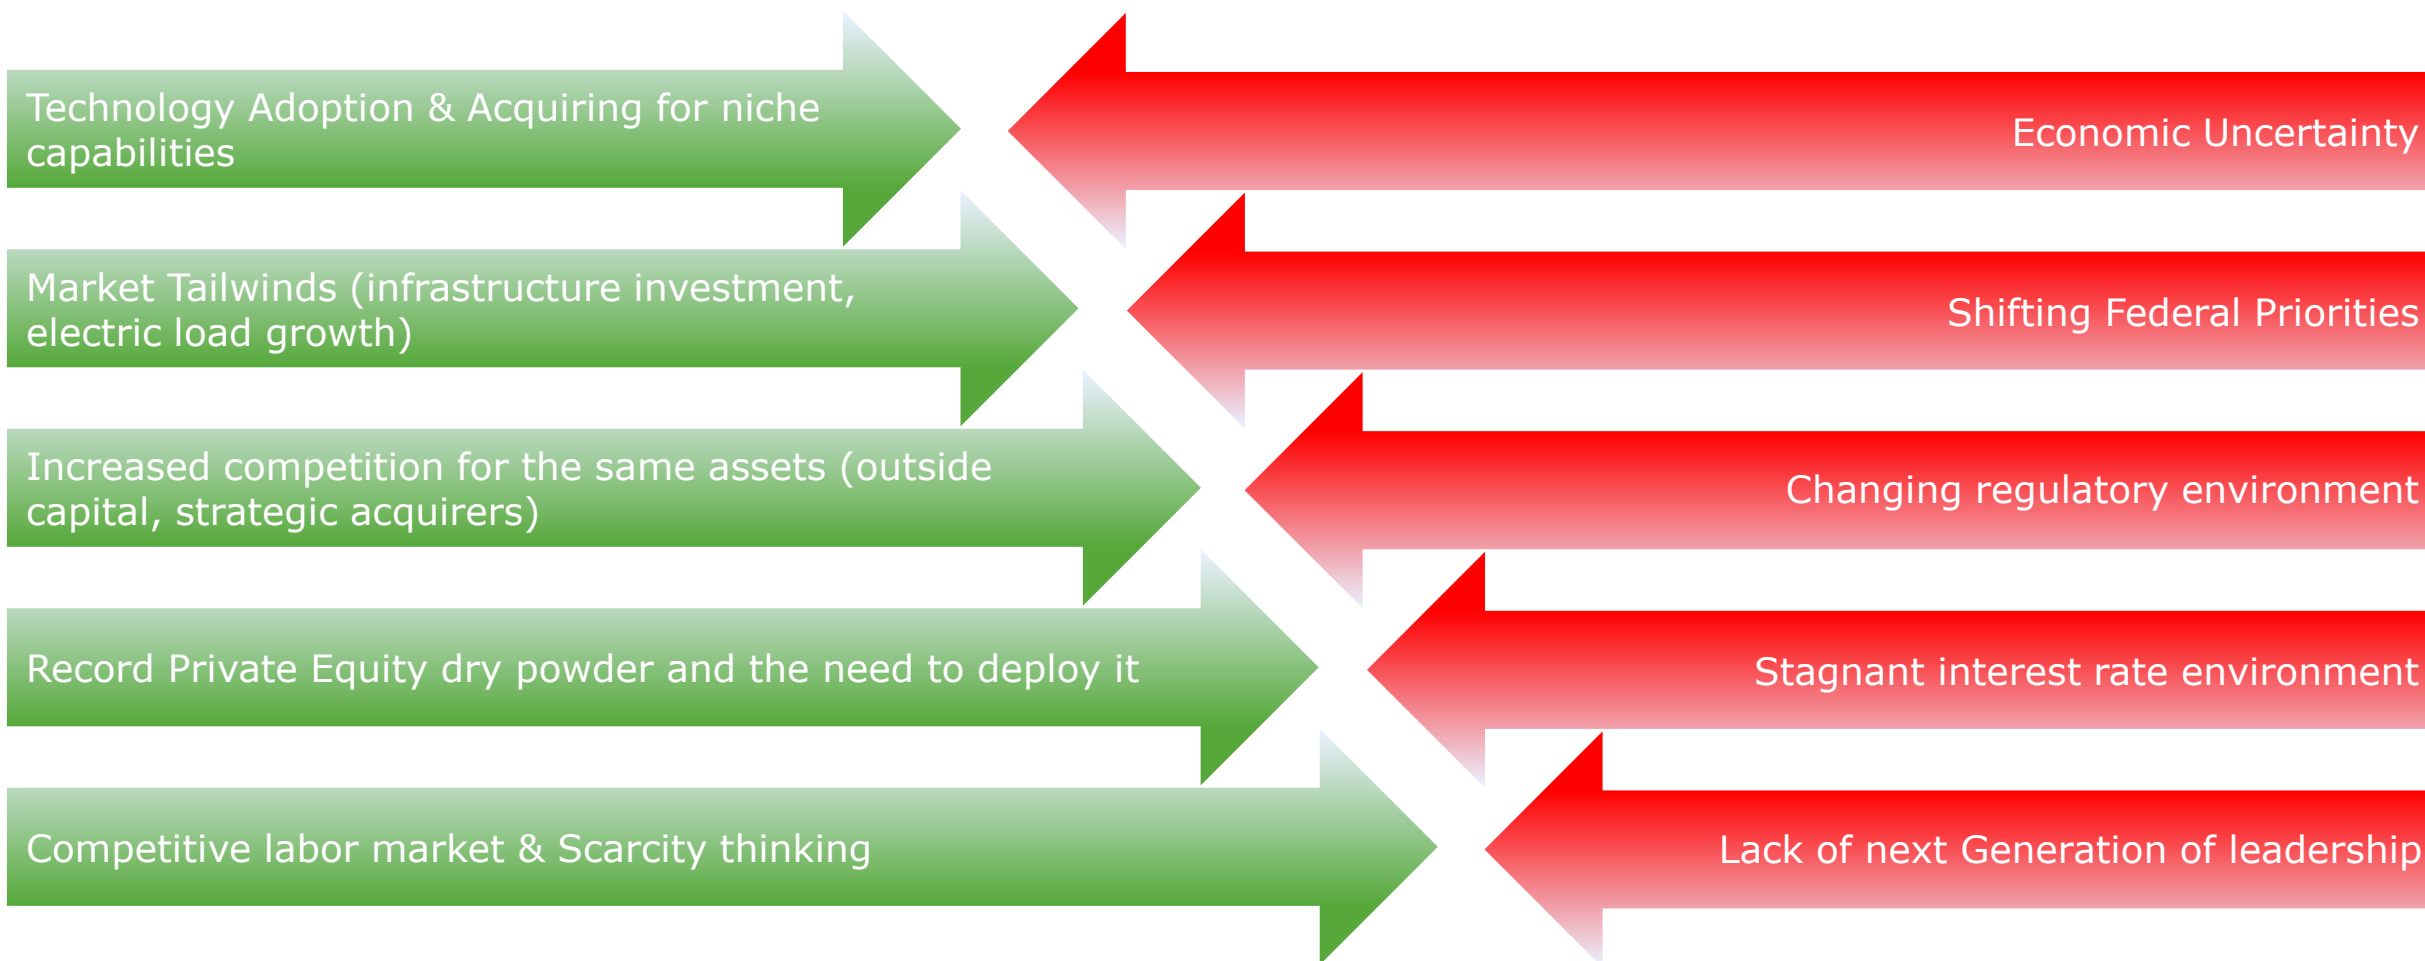 Technology Adoption & Acquiring for niche
capabilities
Economic Uncertainty
Market Tailwinds (infrastructure investment,
electric load growth)
Shifting Federal Priorities
Increased competition for the same assets (outside
capital, strategic acquirers)
Changing regulatory environment
Record Private Equity dry powder and the need to deploy it
Stagnant interest rate environment
Competitive labor market & Scarcity thinking
Lack of next Generation of leadership